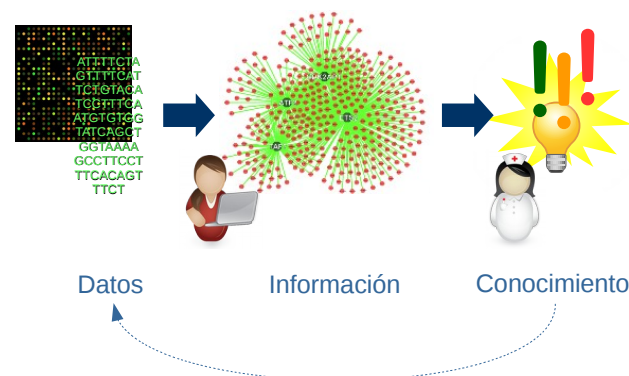 ATTTTCTA
GTTTTCAT
TCTGTACA
TCGTTTCA
ATGTGTGG
TATCAGCT
GGTAAAA
GCCTTCCT
TTCACAGT
TTCT
Datos
Información
Conocimiento